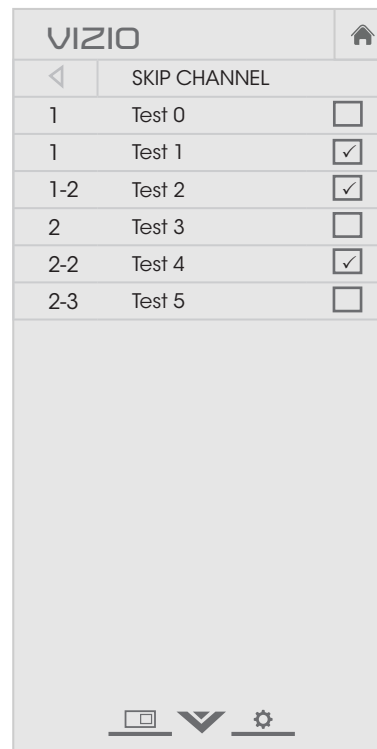 VIZIO
SKIP CHANNEL
1 Test 0
1 Test 1
1-2 Test 2
2 Test 3
2-2 Test 4
2-3 Test 5